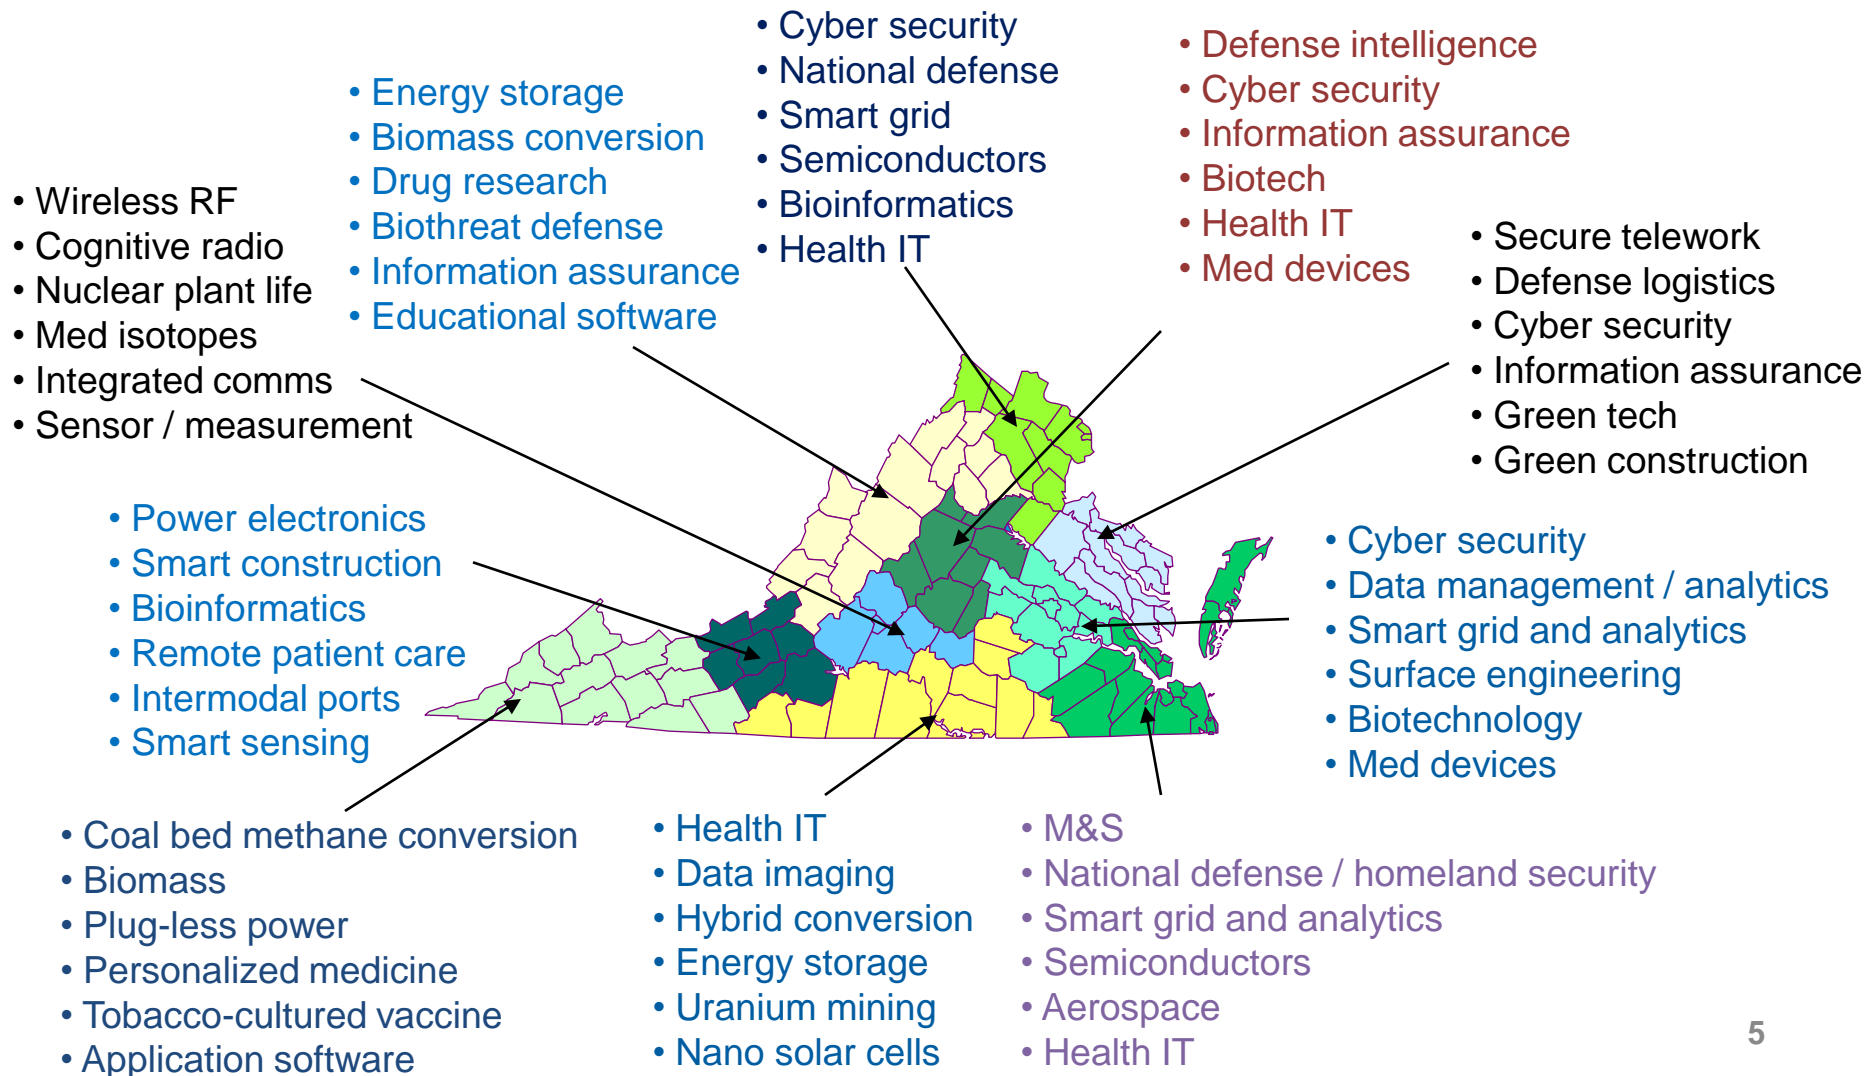 • Cyber security
• National defense
• Smart grid
• Semiconductors
• Bioinformatics
• Health IT
• Defense intelligence
• Cyber security
• Information assurance
• Biotech
• Health IT
• Med devices
• Energy storage
• Biomass conversion
• Drug research
• Biothreat defense
• Information assurance
• Educational software
• Wireless RF
• Cognitive radio
• Nuclear plant life
• Med isotopes
• Integrated comms
• Sensor / measurement
• Secure telework
• Defense logistics
• Cyber security
• Information assurance
• Green tech
• Green construction
• Power electronics
• Smart construction
• Bioinformatics
• Remote patient care
• Intermodal ports
• Smart sensing
• Cyber security
• Data management / analytics
• Smart grid and analytics
• Surface engineering
• Biotechnology
• Med devices
• Coal bed methane conversion
• Biomass
• Plug-less power
• Personalized medicine
• Tobacco-cultured vaccine
• Application software
• Health IT
• Data imaging
• Hybrid conversion
• Energy storage
• Uranium mining
• Nano solar cells
• M&S
• National defense / homeland security
• Smart grid and analytics
• Semiconductors
• Aerospace
• Health IT
5